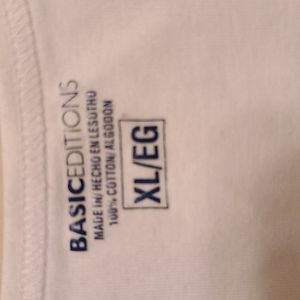 BASICEDITIONS
MADE IN/HECHO EN LESOTHO
100% COTTON/ALGODON
XL/EG